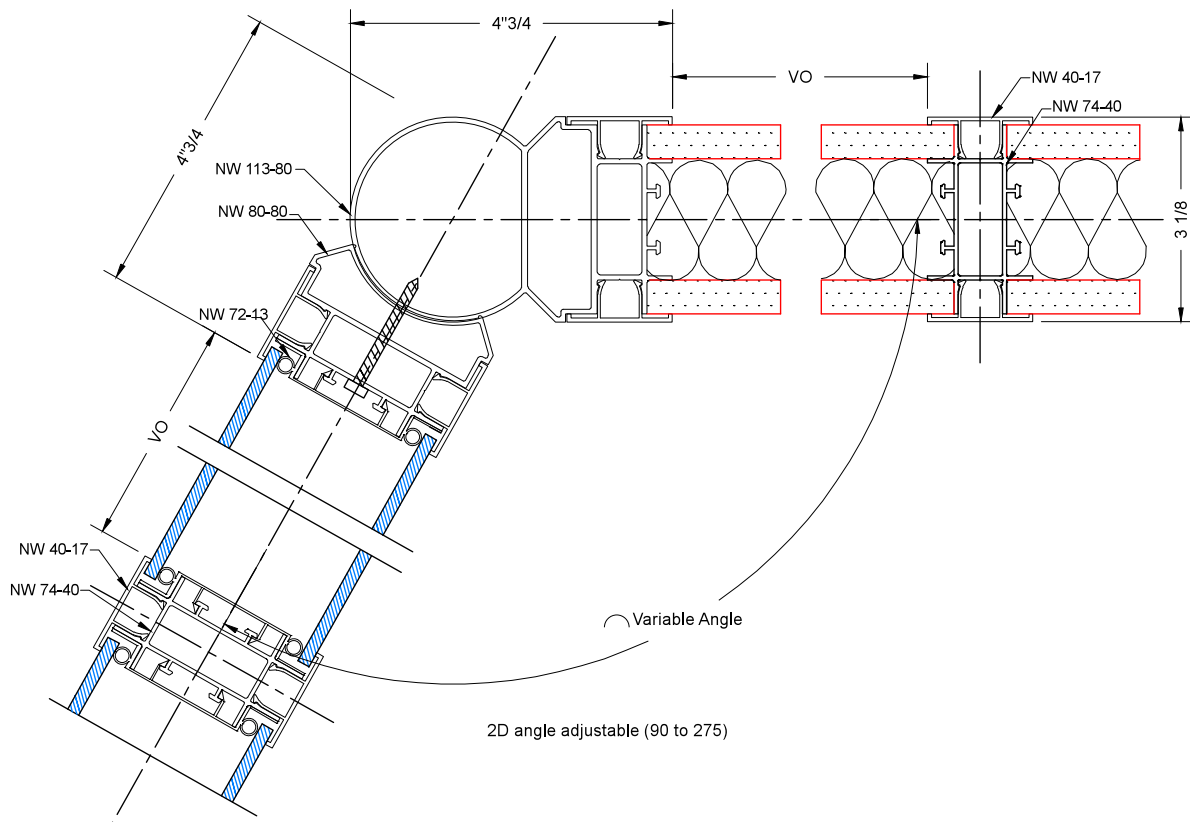 4"3/4
VO
NW 40-17
NW 74-40
4"3/4
NW 113-80
NW 80-80
3 1/8
NW 72-13
VO
NW 40-17
NW 74-40
Variable Angle
2D angle adjustable (90 to 275)